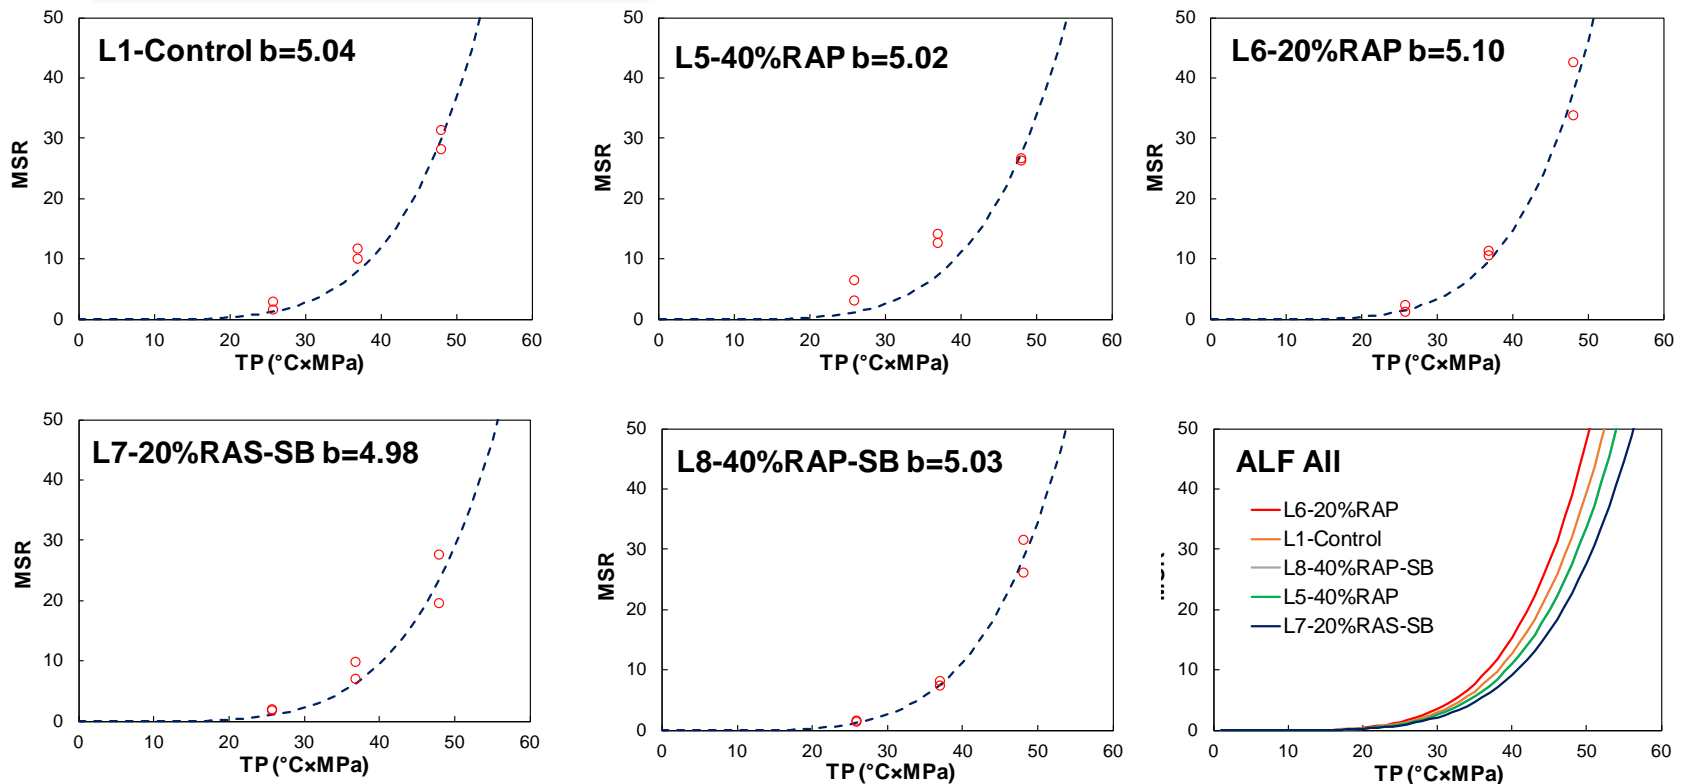 L1-Control b=5.04
50
40
30
20
10
0
MSR
0 10 20 30 40 50 60
TP (°C×MPa)
L5-40%RAP b=5.02
50
40
30
20
10
0
MSR
0 10 20 30 40 50 60
TP (°C×MPa)
L6-20%RAP b=5.10
50
40
30
20
10
0
MSR
0 10 20 30 40 50 60
TP (°C×MPa)
L7-20%RAS-SB b=4.98
50
40
30
20
10
0
MSR
0 10 20 30 40 50 60
TP (°C×MPa)
L8-40%RAP-SB b=5.03
50
40
30
20
10
0
MSR
0 10 20 30 40 50 60
TP (°C×MPa)
ALF All
50
40
30
20
10
0
L6-20%RAP
L1-Control
L8-40%RAP-SB
L5-40%RAP
L7-20%RAS-SB
0 10 20 30 40 50 60
TP (°C×MPa)